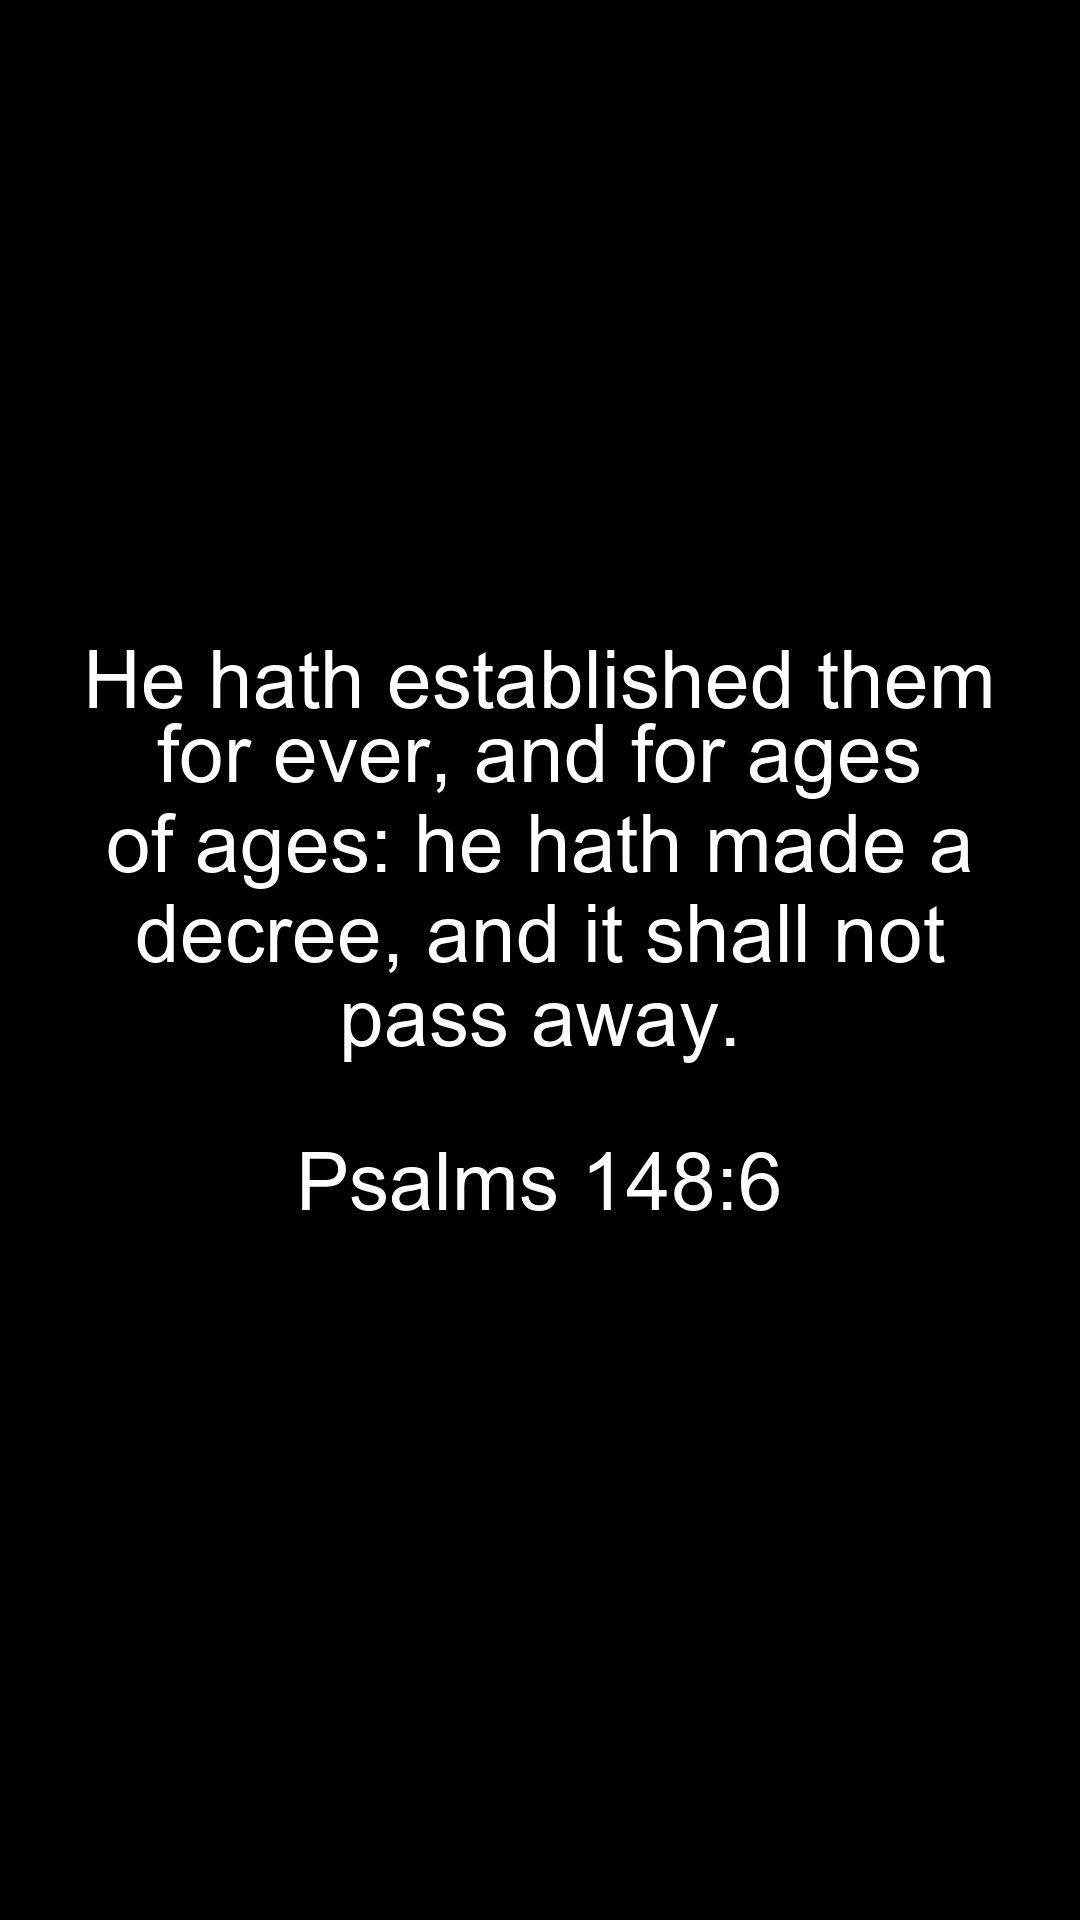 He hath established them
for ever, and for ages
of ages: he hath made a
decree, and it shall not
pass away.
Psalms 148:6